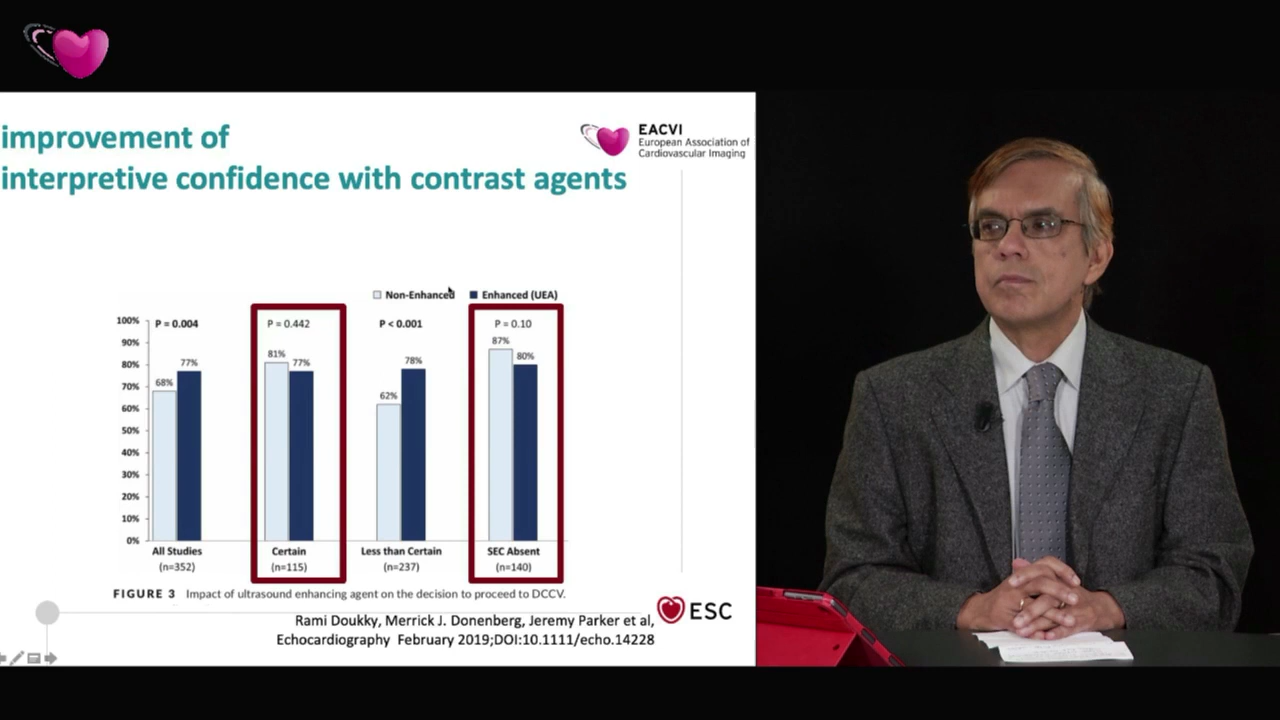 improvement of
interpretive confidence with contrast agents
EACVI
European Association of
Cardiovascular Imaging
Non-Enhanced Enhanced (UEA)
100%
90%
80%
70%
60%
50%
40%
30%
20%
10%
0%
P = 0.004 P = 0.442 P < 0.001 P = 0.10
68% 77% 81% 77% 62% 78% 87% 80%
All Studies Certain Less than Certain SEC Absent
(n=352) (n=115) (n=237) (n=140)
FIGURE 3 Impact of ultrasound enhancing agent on the decision to proceed to DCCV.
Rami Doukky, Merrick J. Donenberg, Jeremy Parker et al,
Echocardiography February 2019;DOI:10.1111/echo.14228
ESC